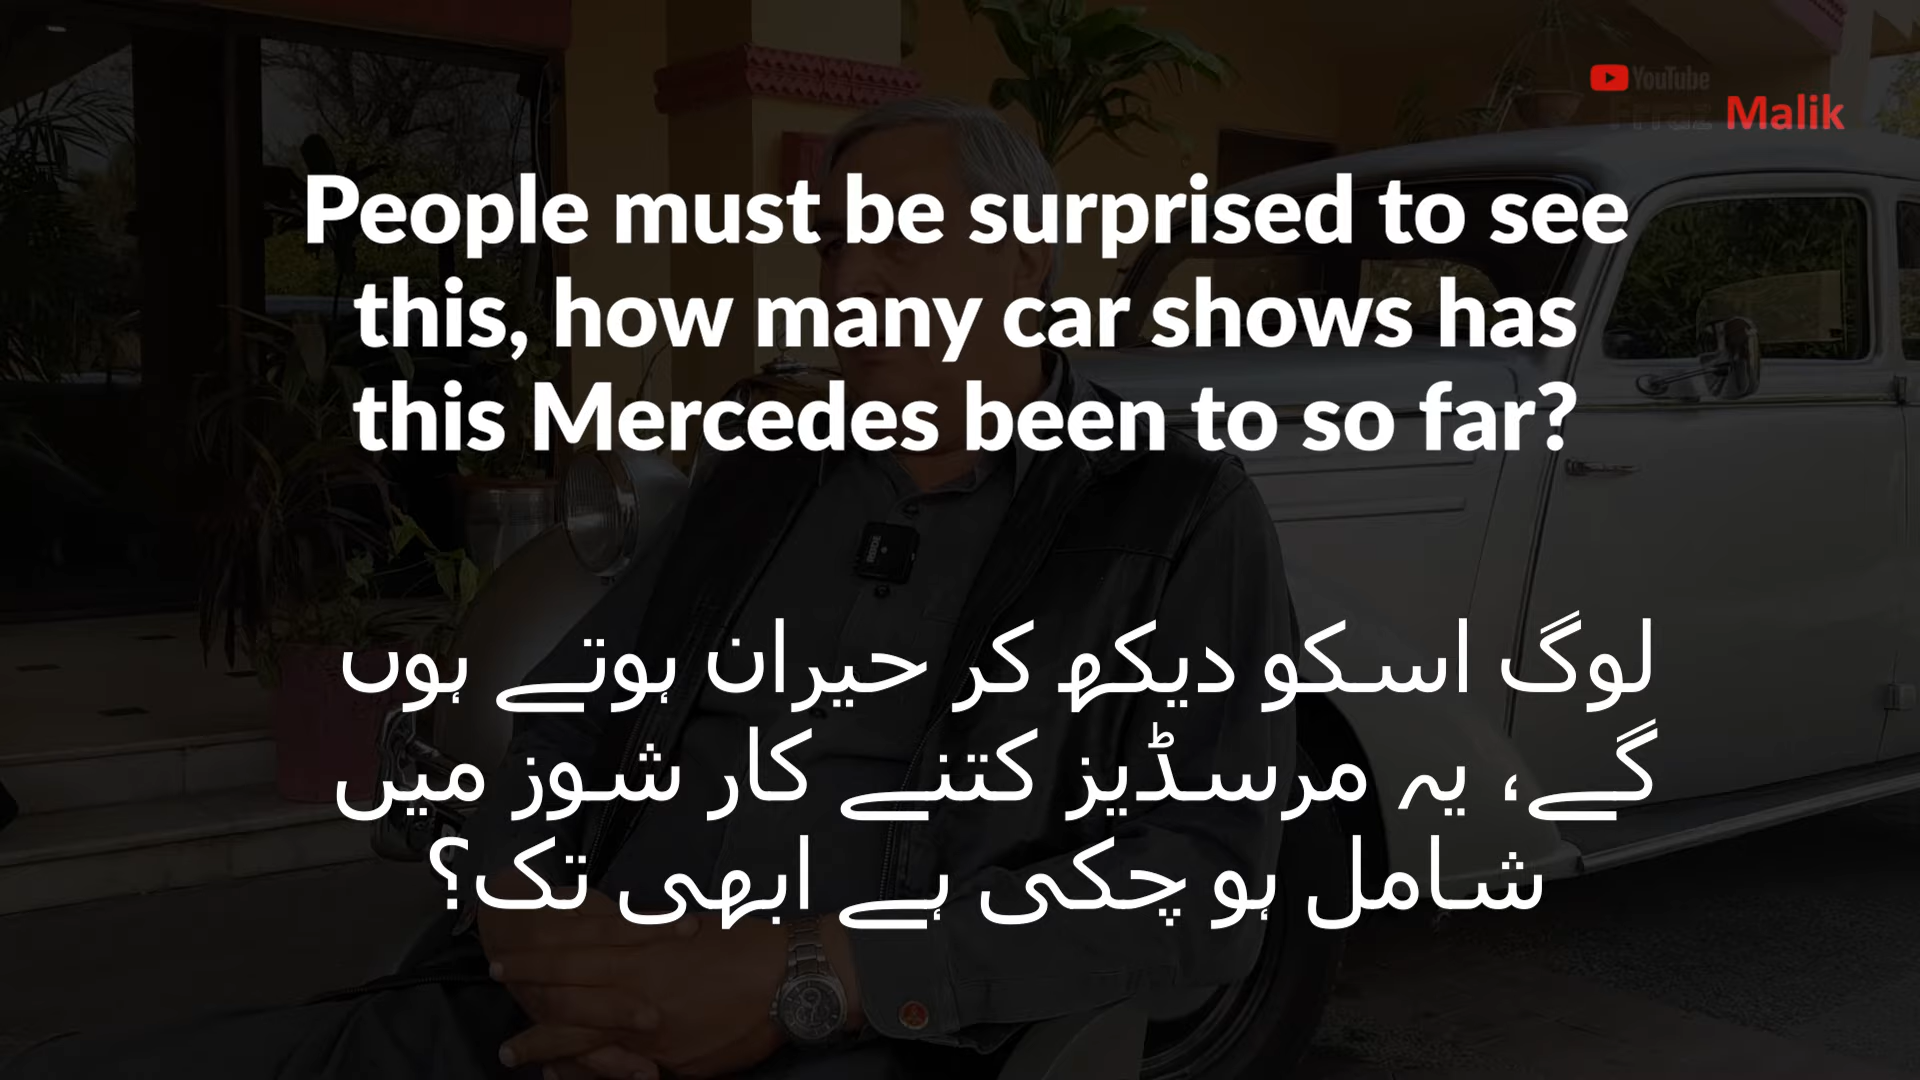 YouTube
Frraz Malik
People must be surprised to see
this, how many car shows has
this Mercedes been to so far?
RØDE
لوگ اسکو دیکھ کر حیران ہوتے ہوں
گے، یہ مرسڈیز کتنے کار شوز میں
شامل ہو چکی ہے ابھی تک؟